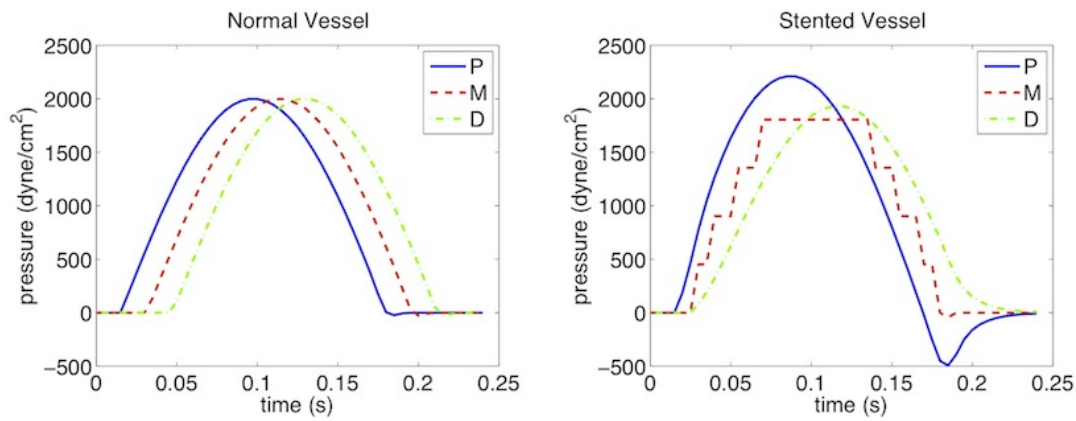 Normal Vessel
2500
2000
1500
1000
500
0
−500
0 0.05 0.1 0.15 0.2 0.25
pressure (dyne/cm²)
time (s)
P
M
D
Stented Vessel
2500
2000
1500
1000
500
0
−500
0 0.05 0.1 0.15 0.2 0.25
pressure (dyne/cm²)
time (s)
P
M
D